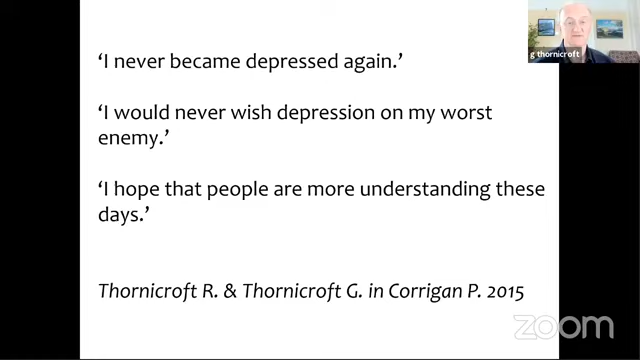 g thornicroft
‘I never became depressed again.’
‘I would never wish depression on my worst
enemy.’
‘I hope that people are more understanding these
days.’
Thornicroft R. & Thornicroft G. in Corrigan P. 2015
zoom